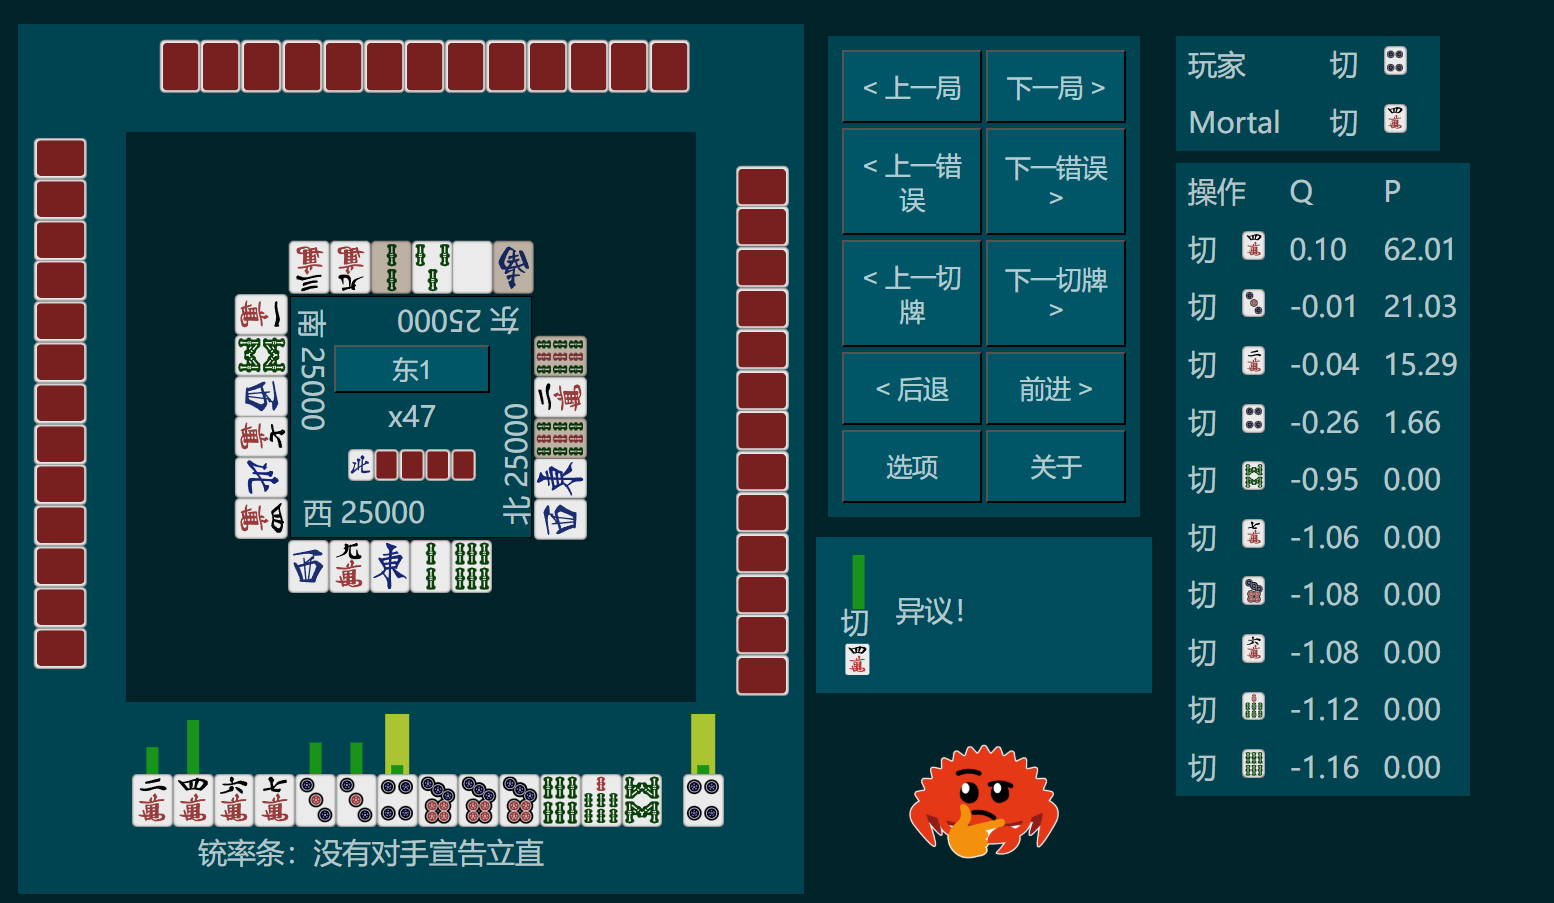 东 25000
南 25000
东1
x47
北 25000
西 25000
铳率条：没有对手宣告立直
< 上一局
下一局 >
< 上一错
误
下一错误
>
< 上一切
牌
下一切牌
>
< 后退
前进 >
选项
关于
切
异议！
玩家 切
Mortal 切
操作 Q P
切 0.10 62.01
切 -0.01 21.03
切 -0.04 15.29
切 -0.26 1.66
切 -0.95 0.00
切 -1.06 0.00
切 -1.08 0.00
切 -1.08 0.00
切 -1.12 0.00
切 -1.16 0.00